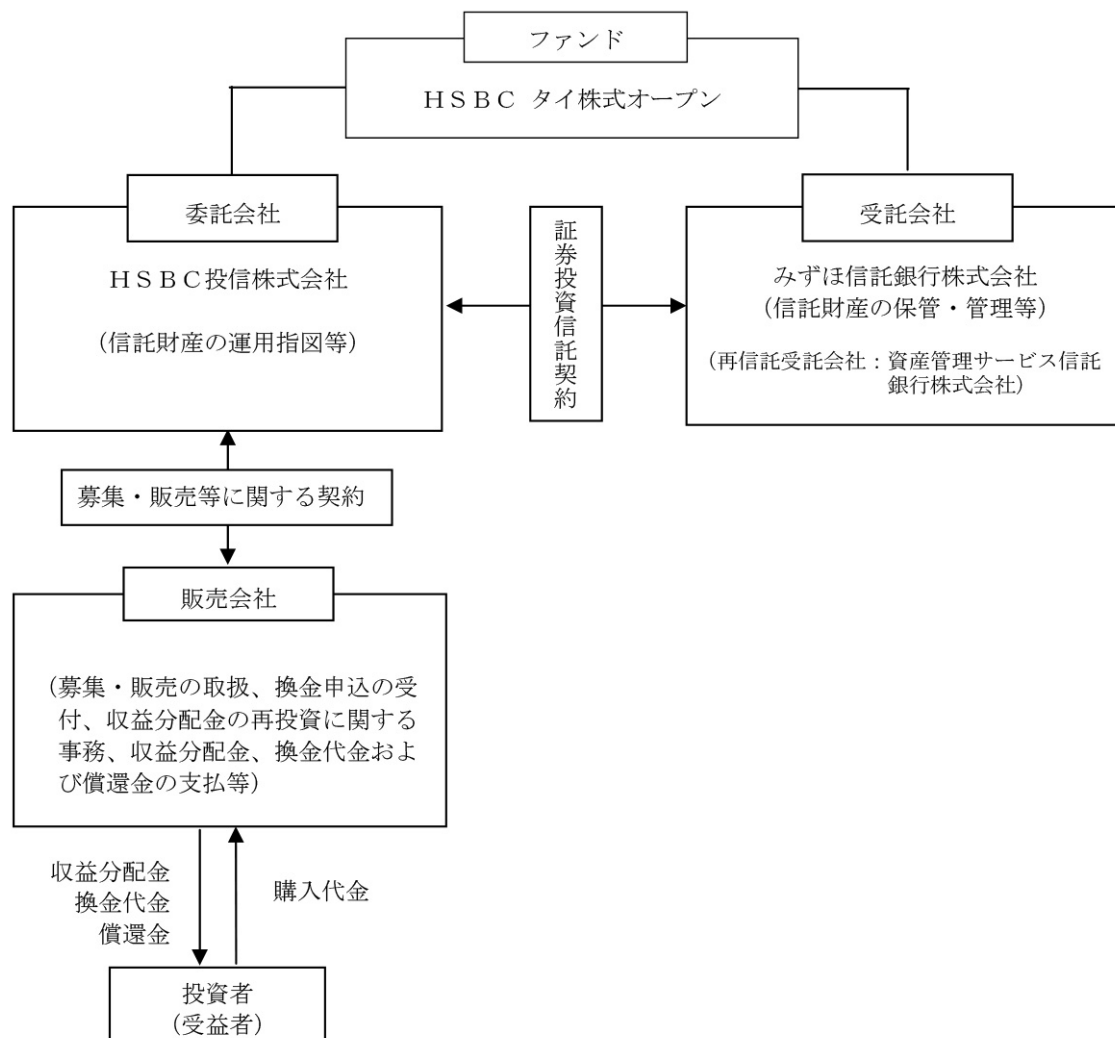 ファンド
ＨＳＢＣ タイ株式オープン
委託会社
ＨＳＢＣ投信株式会社
（信託財産の運用指図等）
証券投資信託契約
受託会社
みずほ信託銀行株式会社
（信託財産の保管・管理等）
（再信託受託会社：資産管理サービス信託
銀行株式会社）
募集・販売等に関する契約
販売会社
（募集・販売の取扱、換金申込の受
付、収益分配金の再投資に関する
事務、収益分配金、換金代金およ
び償還金の支払等）
収益分配金
換金代金
償還金
購入代金
投資者
（受益者）